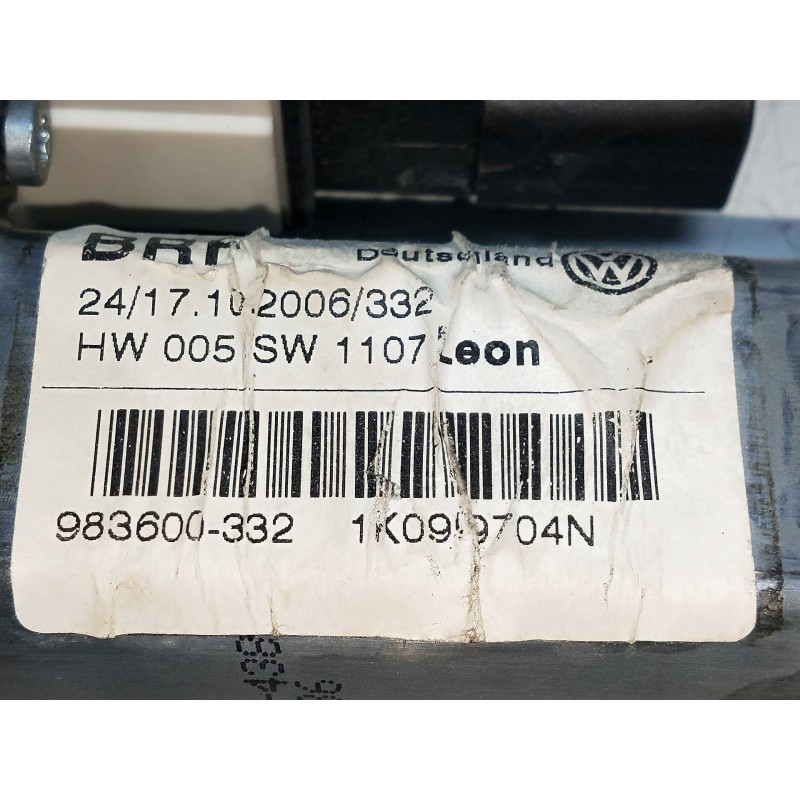 Deutschland
24/17.10.2006/332
HW 005 SW 1107 Leon
983600-332 1K0959704N